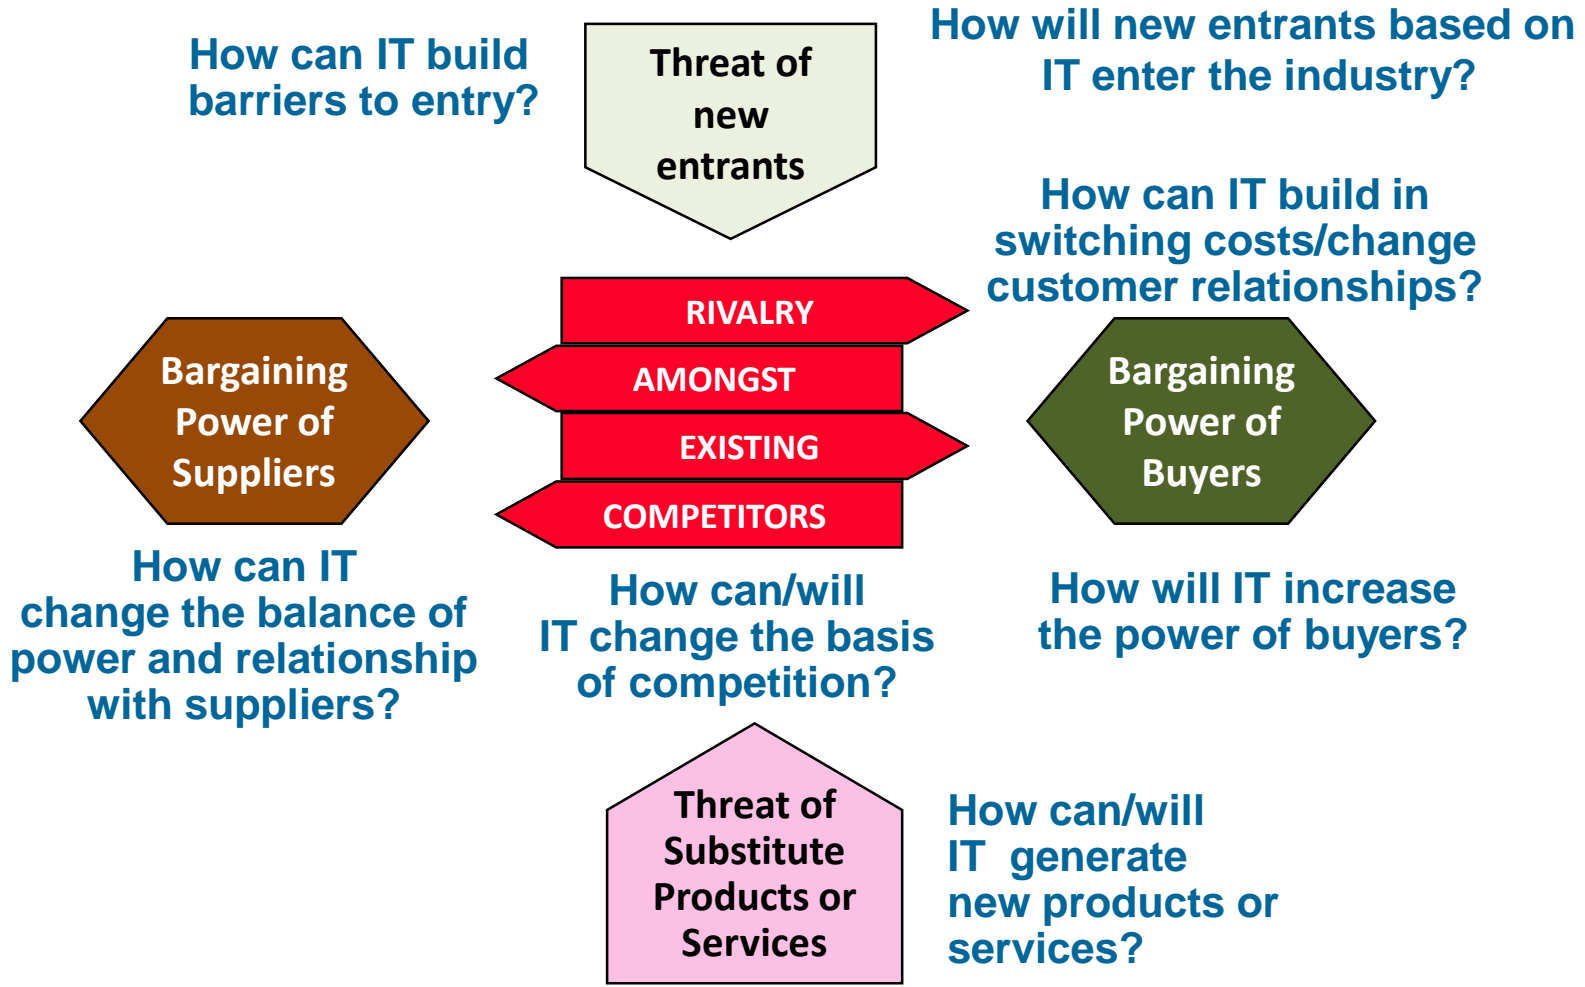 How can IT build
barriers to entry?
Threat of
new
entrants
How will new entrants based on
IT enter the industry?
How can IT build in
switching costs/change
customer relationships?
RIVALRY
AMONGST
EXISTING
COMPETITORS
Bargaining
Power of
Suppliers
Bargaining
Power of
Buyers
How can IT
change the balance of
power and relationship
with suppliers?
How can/will
IT change the basis
of competition?
How will IT increase
the power of buyers?
Threat of
Substitute
Products or
Services
How can/will
IT  generate
new products or
services?